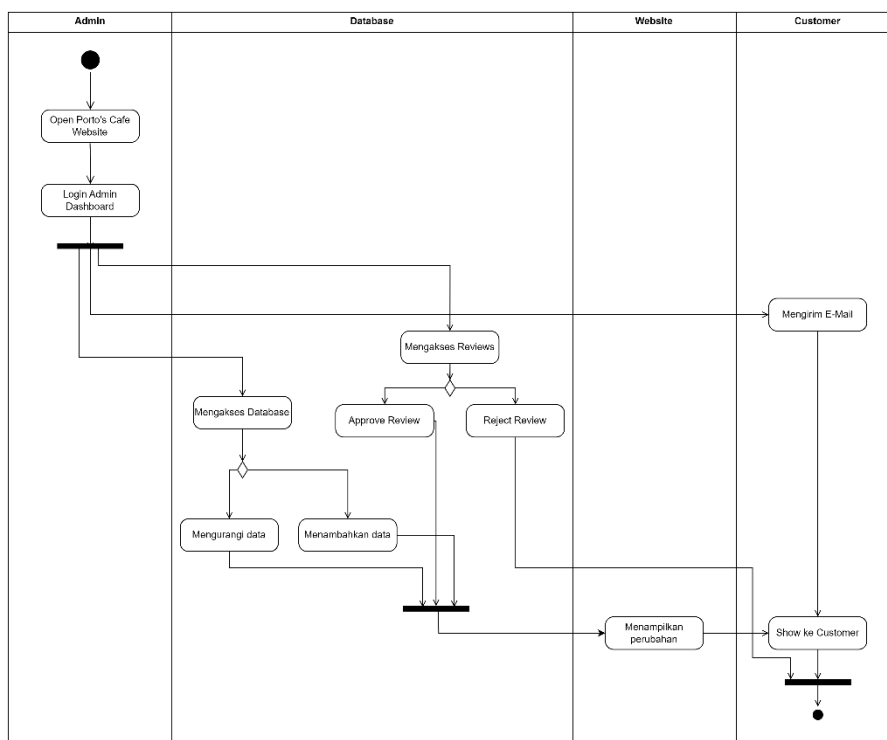 Admin
Database
Website
Customer
Open Porto's Cafe
Website
Login Admin
Dashboard
Mengirim E-Mail
Mengakses Reviews
Mengakses Database
Approve Review
Reject Review
Mengurangi data
Menambahkan data
Menampilkan
perubahan
Show ke Customer